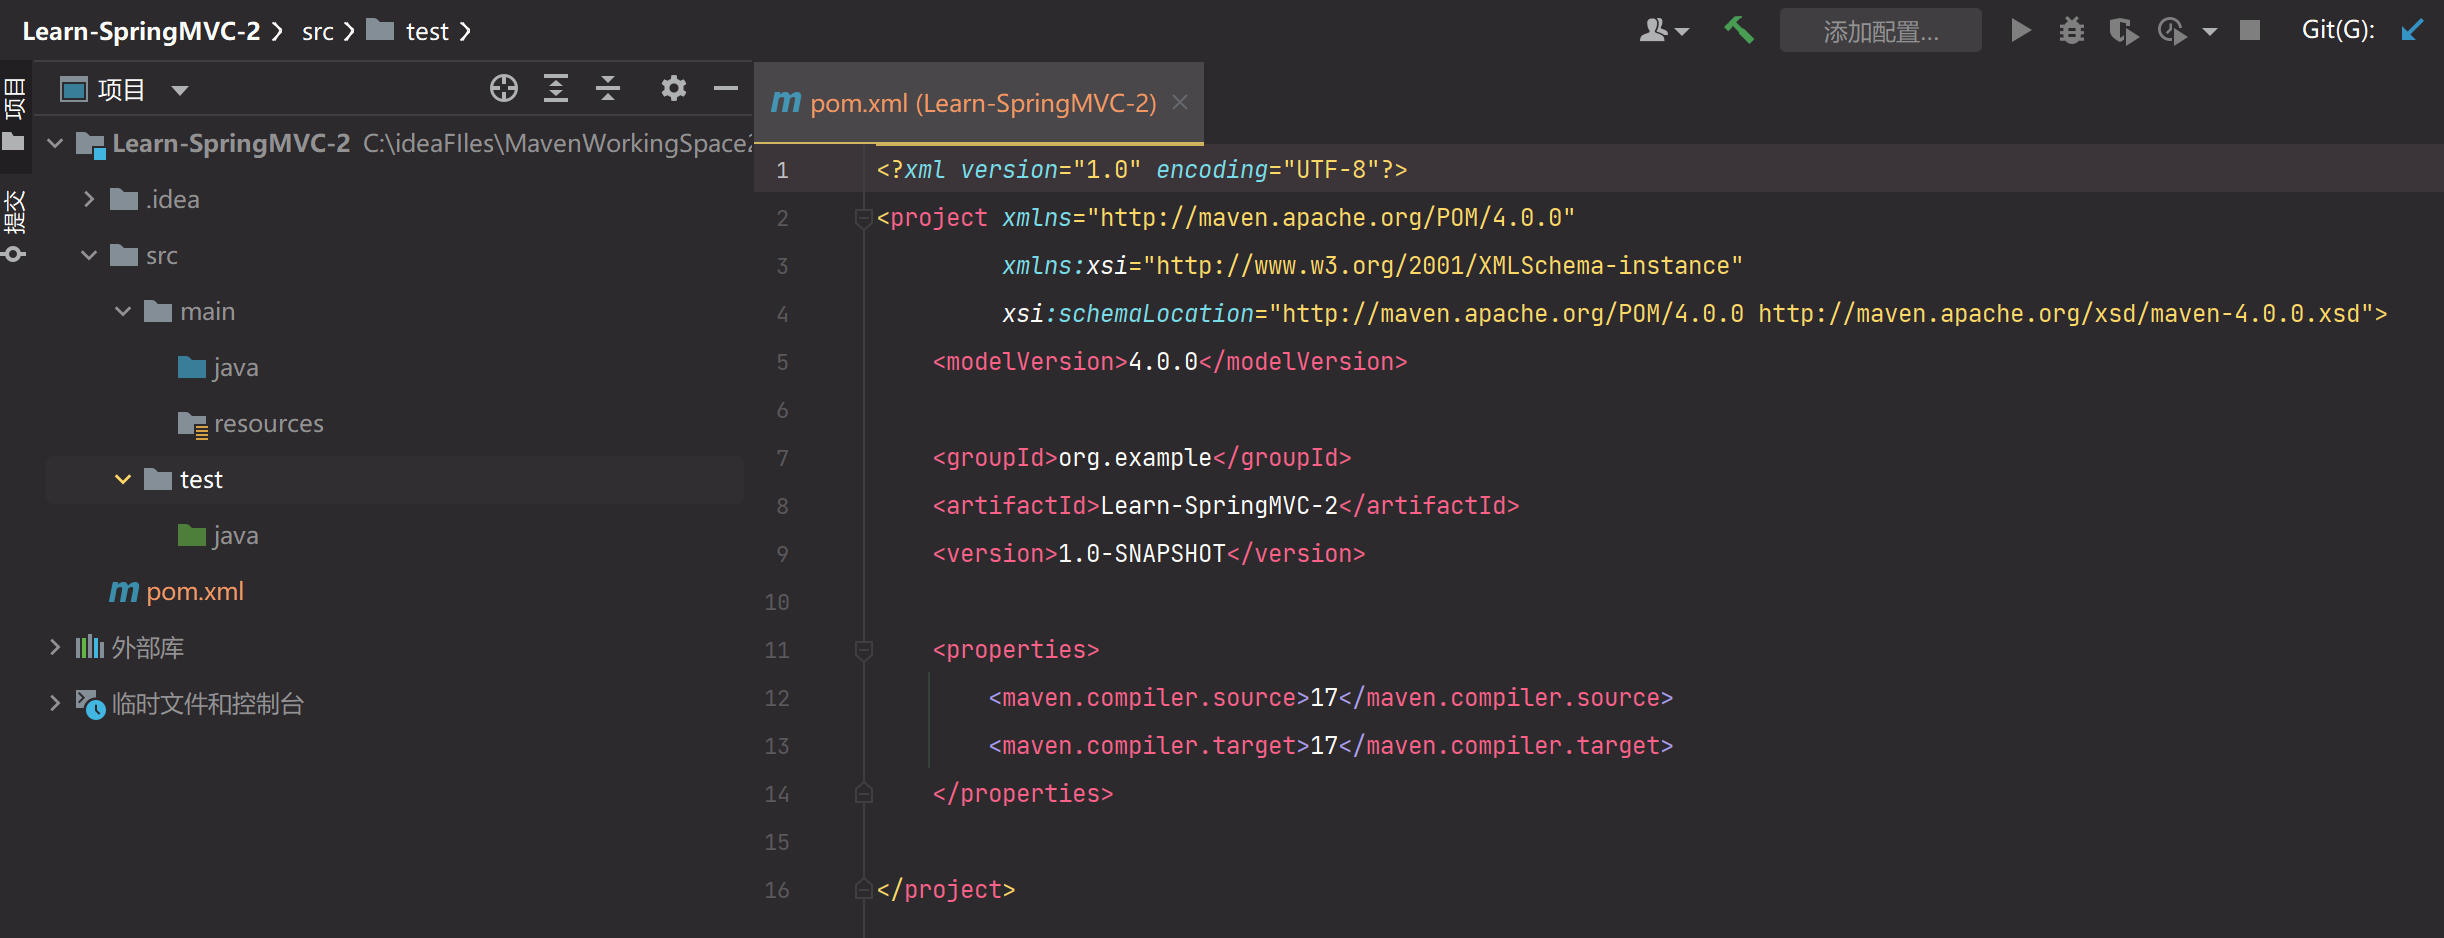 Learn-SpringMVC-2 src test
添加配置...
Git(G):
项目
提交
项目
Learn-SpringMVC-2 C:\ideaFIles\MavenWorkingSpace2
.idea
src
main
java
resources
test
java
m pom.xml
外部库
临时文件和控制台
m pom.xml (Learn-SpringMVC-2)
1 <?xml version="1.0" encoding="UTF-8"?>
2 <project xmlns="http://maven.apache.org/POM/4.0.0"
3 xmlns:xsi="http://www.w3.org/2001/XMLSchema-instance"
4 xsi:schemaLocation="http://maven.apache.org/POM/4.0.0 http://maven.apache.org/xsd/maven-4.0.0.xsd">
5 <modelVersion>4.0.0</modelVersion>
6
7 <groupId>org.example</groupId>
8 <artifactId>Learn-SpringMVC-2</artifactId>
9 <version>1.0-SNAPSHOT</version>
10
11 <properties>
12 <maven.compiler.source>17</maven.compiler.source>
13 <maven.compiler.target>17</maven.compiler.target>
14 </properties>
15
16 </project>